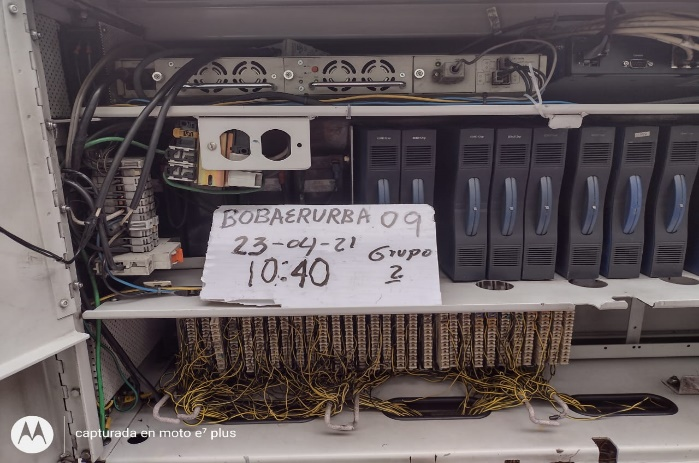 BOBAERURBA 09
23-04-21
10:40
Grupo
2
capturada en moto e⁷ plus